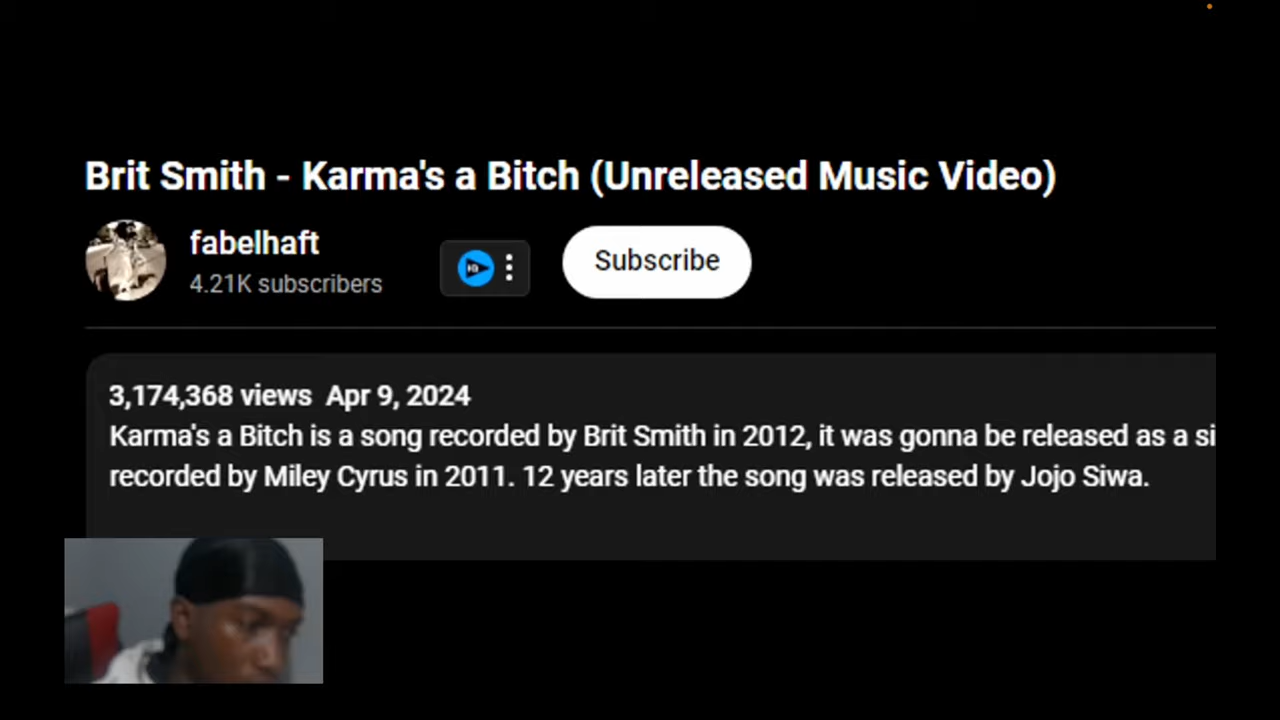 Brit Smith - Karma's a Bitch (Unreleased Music Video)
fabelhaft
4.21K subscribers
Subscribe
3,174,368 views Apr 9, 2024
Karma's a Bitch is a song recorded by Brit Smith in 2012, it was gonna be released as a si
recorded by Miley Cyrus in 2011. 12 years later the song was released by Jojo Siwa.